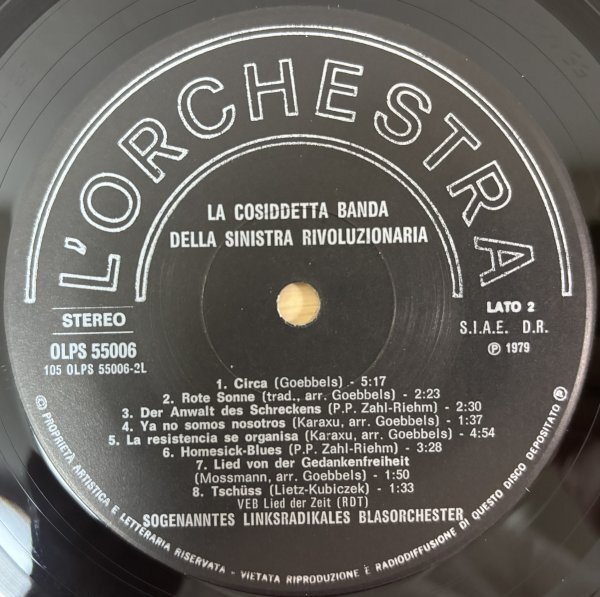 L'ORCHESTRA
LA COSIDDETTA BANDA
DELLA SINISTRA RIVOLUZIONARIA
STEREO
OLPS 55006
105 OLPS 55006-2L
LATO 2
S.I.A.E. D.R.
Ⓟ 1979
1. Circa (Goebbels) - 5:17
2. Rote Sonne (trad., arr. Goebbels) - 2:23
3. Der Anwalt des Schreckens (P.P. Zahl-Riehm) - 2:30
4. Ya no somos nosotros (Karaxu, arr. Goebbels) - 1:37
5. La resistencia se organisa (Karaxu, arr. Goebbels) - 4:54
6. Homesick-Blues (P.P. Zahl-Riehm) - 3:28
7. Lied von der Gedankenfreiheit
(Mossmann, arr. Goebbels) - 1:50
8. Tschüss (Lietz-Kubiczek) - 1:33
VEB Lied der Zeit (RDT)
SOGENANNTES LINKSRADIKALES BLASORCHESTER
© PROPRIETA ARTISTICA E LETTERARIA RISERVATA - VIETATA RIPRODUZIONE E RADIODIFFUSIONE DI QUESTO DISCO DEPOSITATO Ⓟ